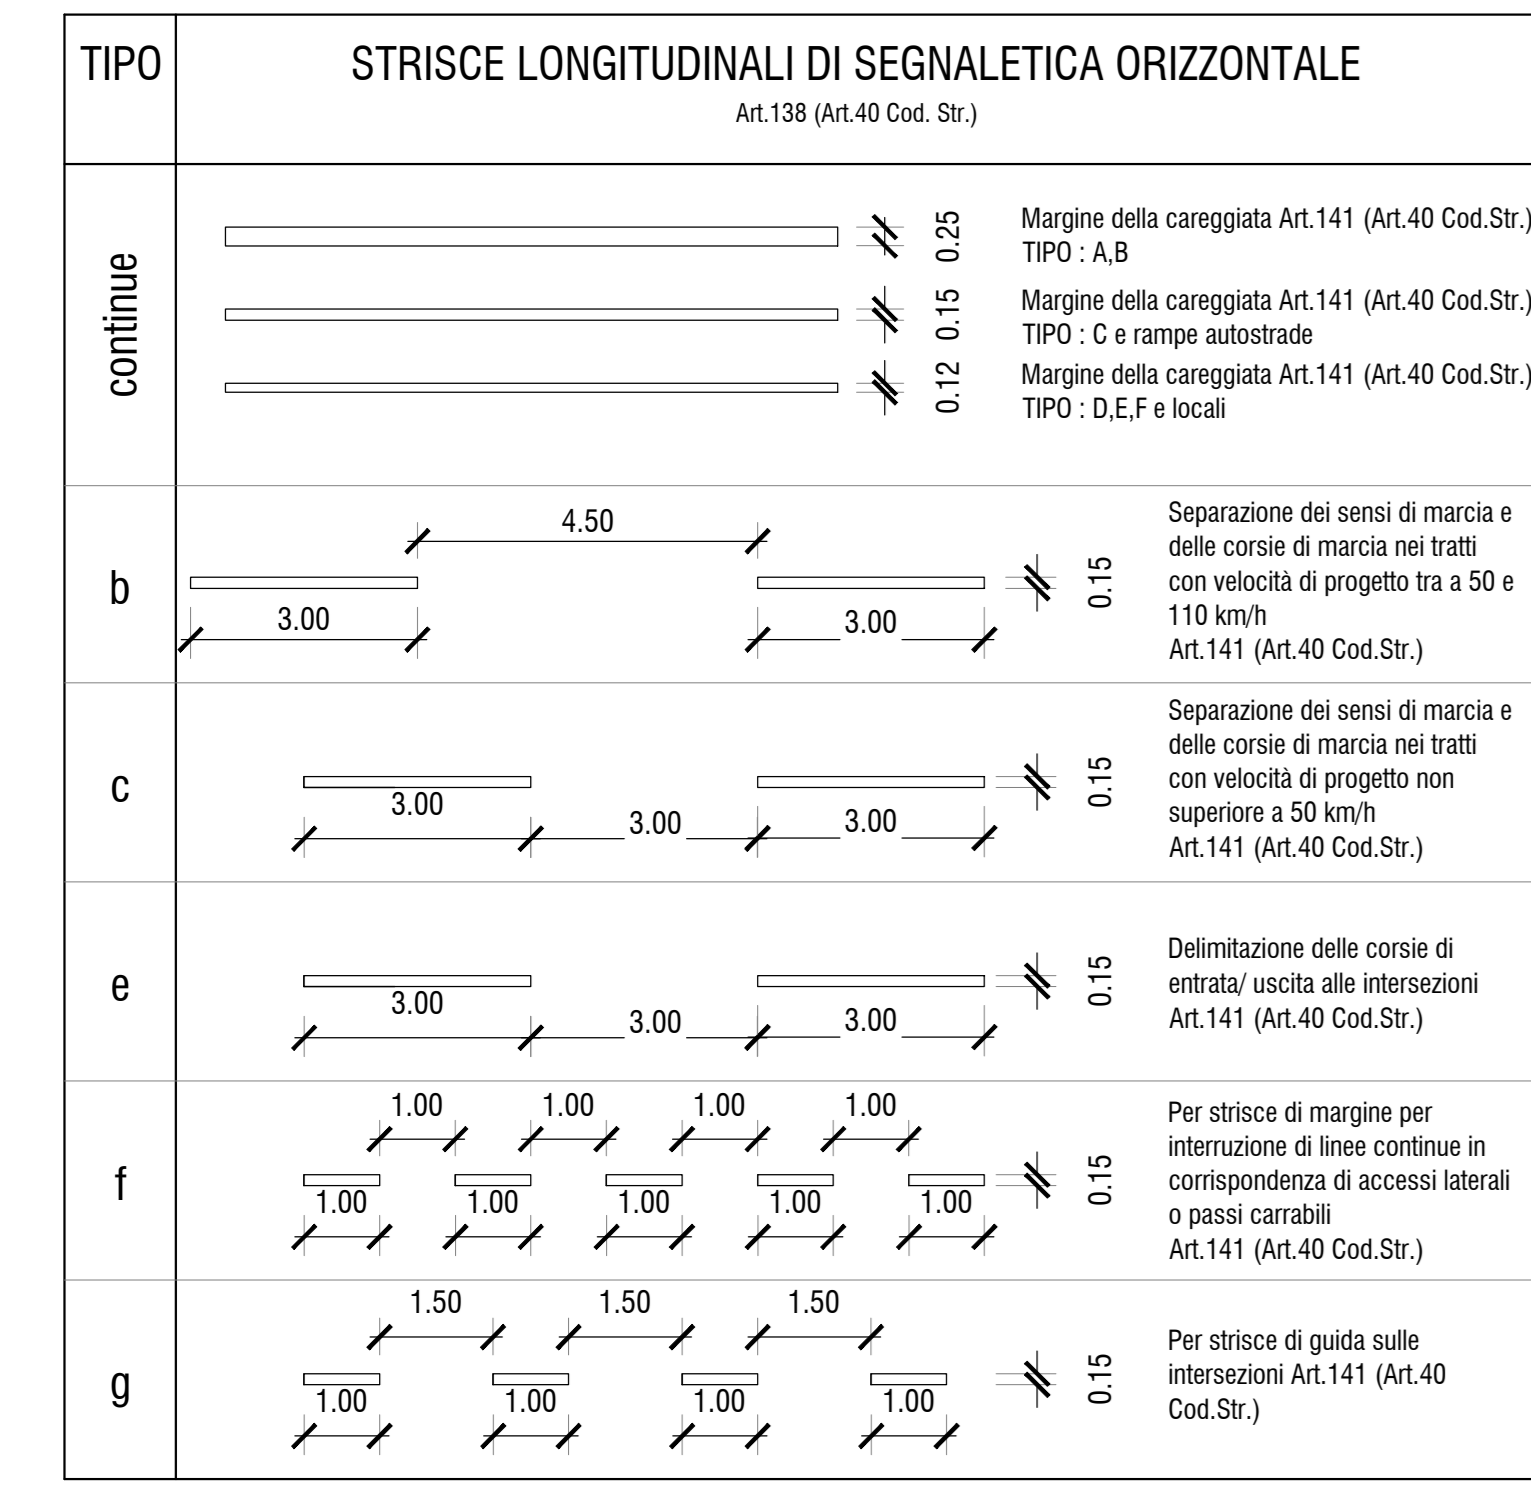 TIPO
STRISCE LONGITUDINALI DI SEGNALETICA ORIZZONTALE
Art.138 (Art.40 Cod. Str.)
continue
0.25
Margine della careggiata Art.141 (Art.40 Cod.Str.)
TIPO : A,B
0.15
Margine della careggiata Art.141 (Art.40 Cod.Str.)
TIPO : C e rampe autostrade
0.12
Margine della careggiata Art.141 (Art.40 Cod.Str.)
TIPO : D,E,F e locali
b
4.50
3.00
3.00
0.15
Separazione dei sensi di marcia e
delle corsie di marcia nei tratti
con velocità di progetto tra a 50 e
110 km/h
Art.141 (Art.40 Cod.Str.)
c
3.00
3.00
3.00
0.15
Separazione dei sensi di marcia e
delle corsie di marcia nei tratti
con velocità di progetto non
superiore a 50 km/h
Art.141 (Art.40 Cod.Str.)
e
3.00
3.00
3.00
0.15
Delimitazione delle corsie di
entrata/ uscita alle intersezioni
Art.141 (Art.40 Cod.Str.)
f
1.00 1.00 1.00 1.00
1.00 1.00 1.00 1.00 1.00
0.15
Per strisce di margine per
interruzione di linee continue in
corrispondenza di accessi laterali
o passi carrabili
Art.141 (Art.40 Cod.Str.)
g
1.50 1.50 1.50
1.00 1.00 1.00 1.00
0.15
Per strisce di guida sulle
intersezioni Art.141 (Art.40
Cod.Str.)